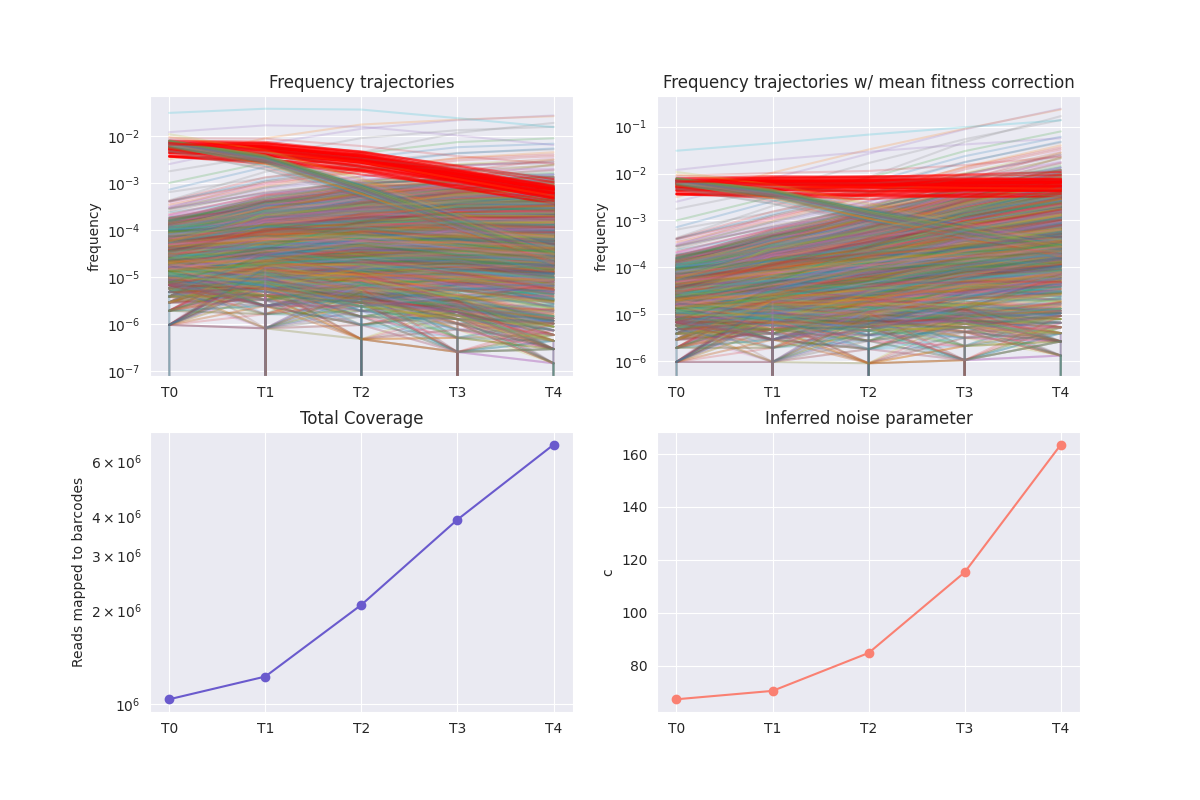 Frequency trajectories
frequency
10⁻²
10⁻³
10⁻⁴
10⁻⁵
10⁻⁶
10⁻⁷
T0 T1 T2 T3 T4
Frequency trajectories w/ mean fitness correction
frequency
10⁻¹
10⁻²
10⁻³
10⁻⁴
10⁻⁵
10⁻⁶
T0 T1 T2 T3 T4
Total Coverage
Reads mapped to barcodes
6 × 10⁶
4 × 10⁶
3 × 10⁶
2 × 10⁶
10⁶
T0 T1 T2 T3 T4
Inferred noise parameter
c
160
140
120
100
80
T0 T1 T2 T3 T4